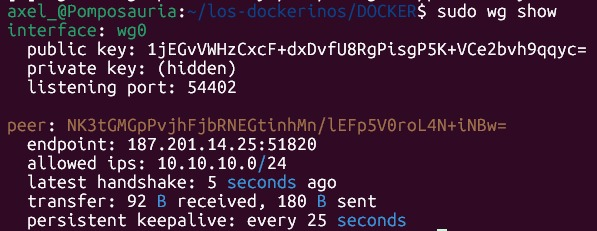 axel_@Pomposauria:~/los-dockerinos/DOCKER$ sudo wg show
interface: wg0
  public key: 1jEGvVWHzCxcF+dxDvfU8RgPisgP5K+VCe2bvh9qqyc=
  private key: (hidden)
  listening port: 54402

peer: NK3tGMGpPvjhFjbRNEGtinhMn/lEFp5V0roL4N+iNBw=
  endpoint: 187.201.14.25:51820
  allowed ips: 10.10.10.0/24
  latest handshake: 5 seconds ago
  transfer: 92 B received, 180 B sent
  persistent keepalive: every 25 seconds